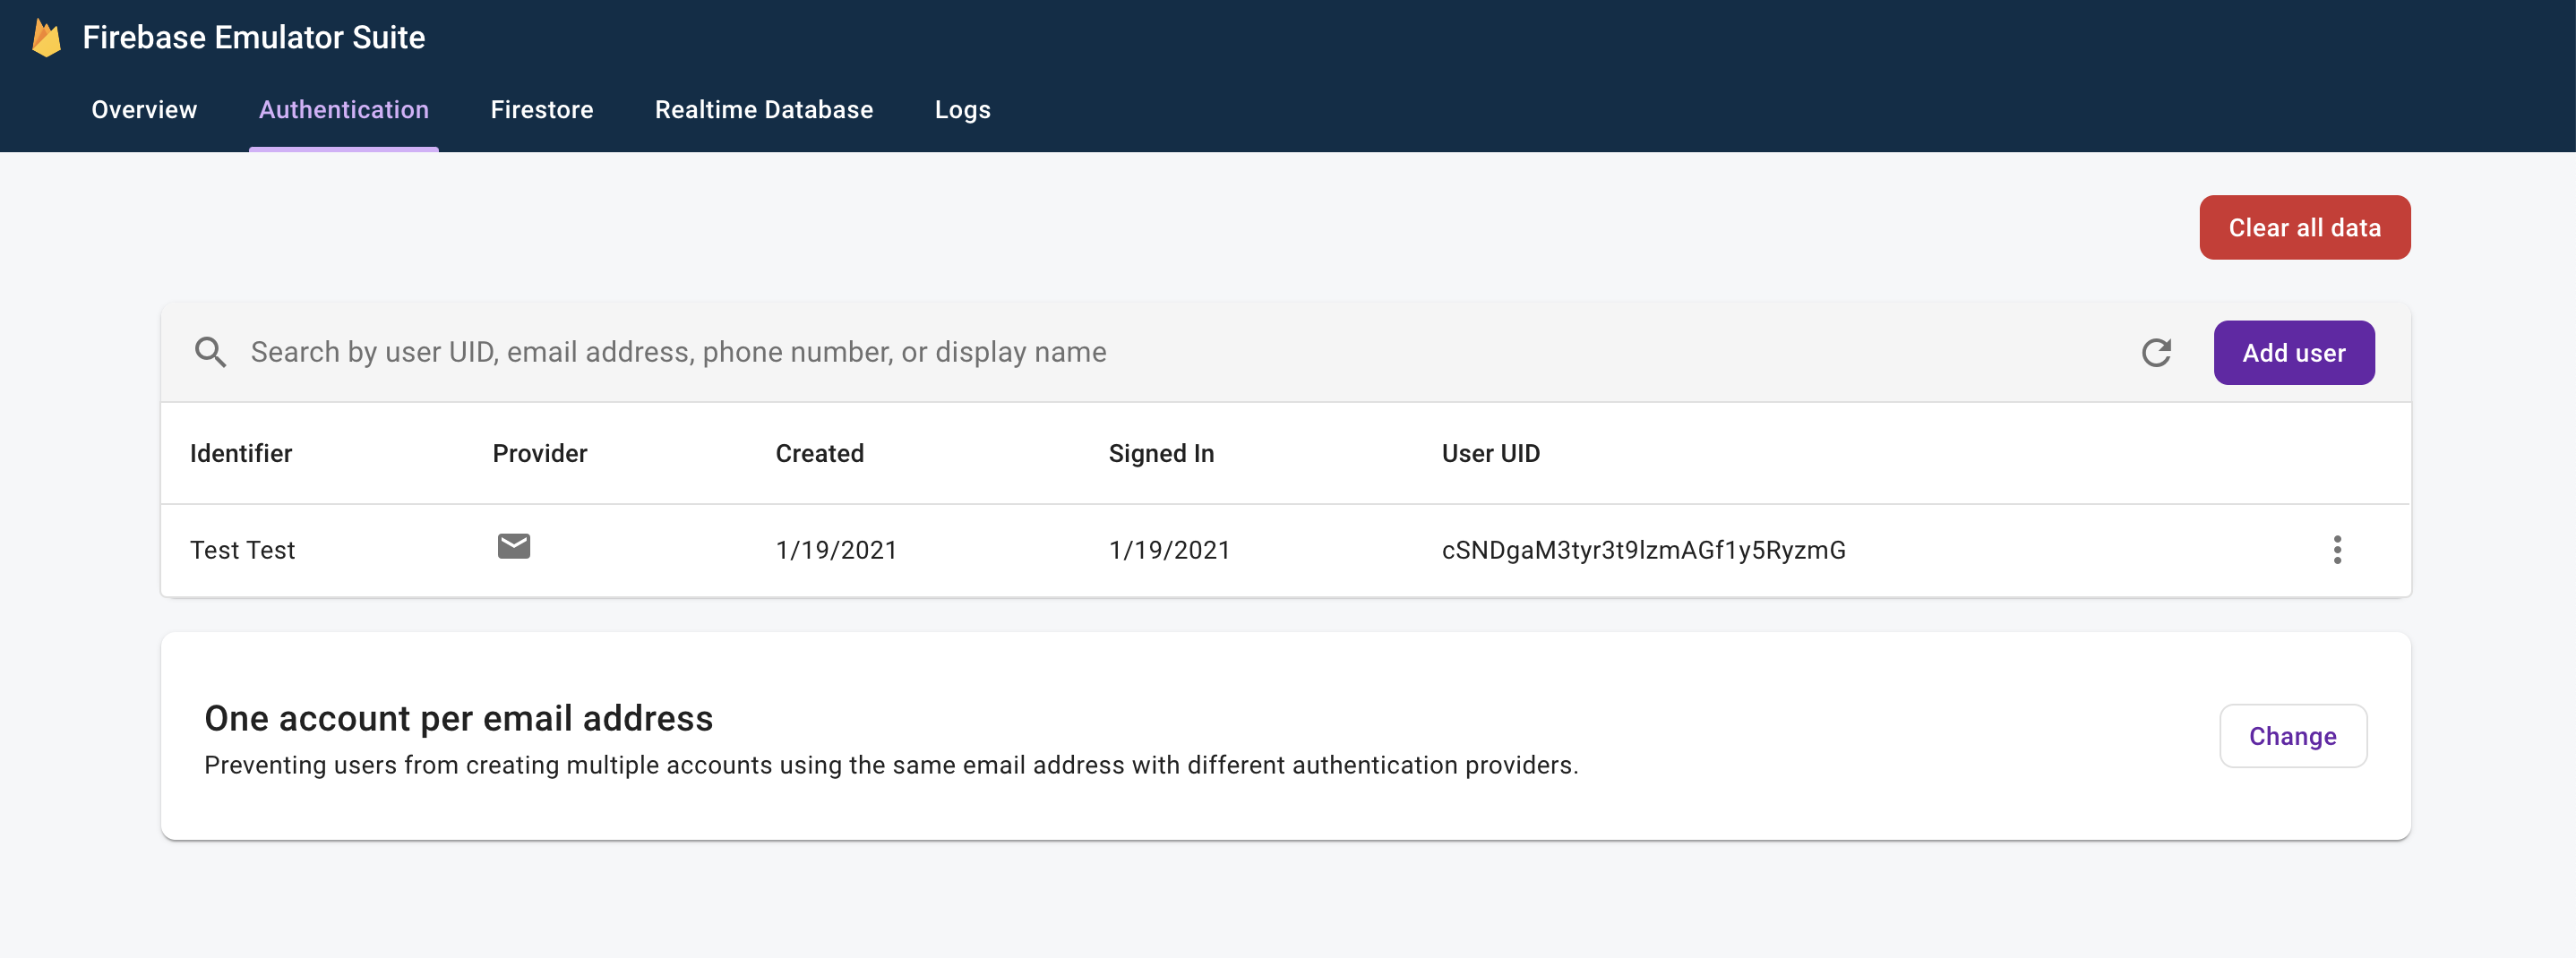 Firebase Emulator Suite
Overview Authentication Firestore Realtime Database Logs
Clear all data
Search by user UID, email address, phone number, or display name Add user
Identifier Provider Created Signed In User UID
Test Test 1/19/2021 1/19/2021 cSNDgaM3tyr3t9lzmAGf1y5RyzmG
One account per email address
Preventing users from creating multiple accounts using the same email address with different authentication providers.
Change